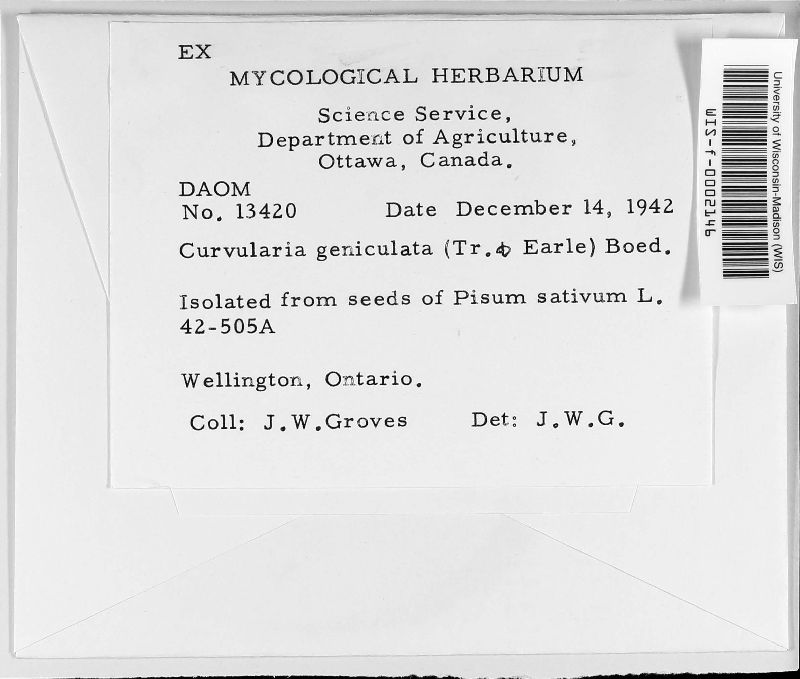 EX
MYCOLOGICAL HERBARIUM
Science Service,
Department of Agriculture,
Ottawa, Canada.
DAOM
No. 13420 Date December 14, 1942
Curvularia geniculata (Tr. & Earle) Boed.
Isolated from seeds of Pisum sativum L.
42-505A
Wellington, Ontario.
Coll: J.W.Groves Det: J.W.G.
University of Wisconsin-Madison (WIS)
WIS-f-0002146